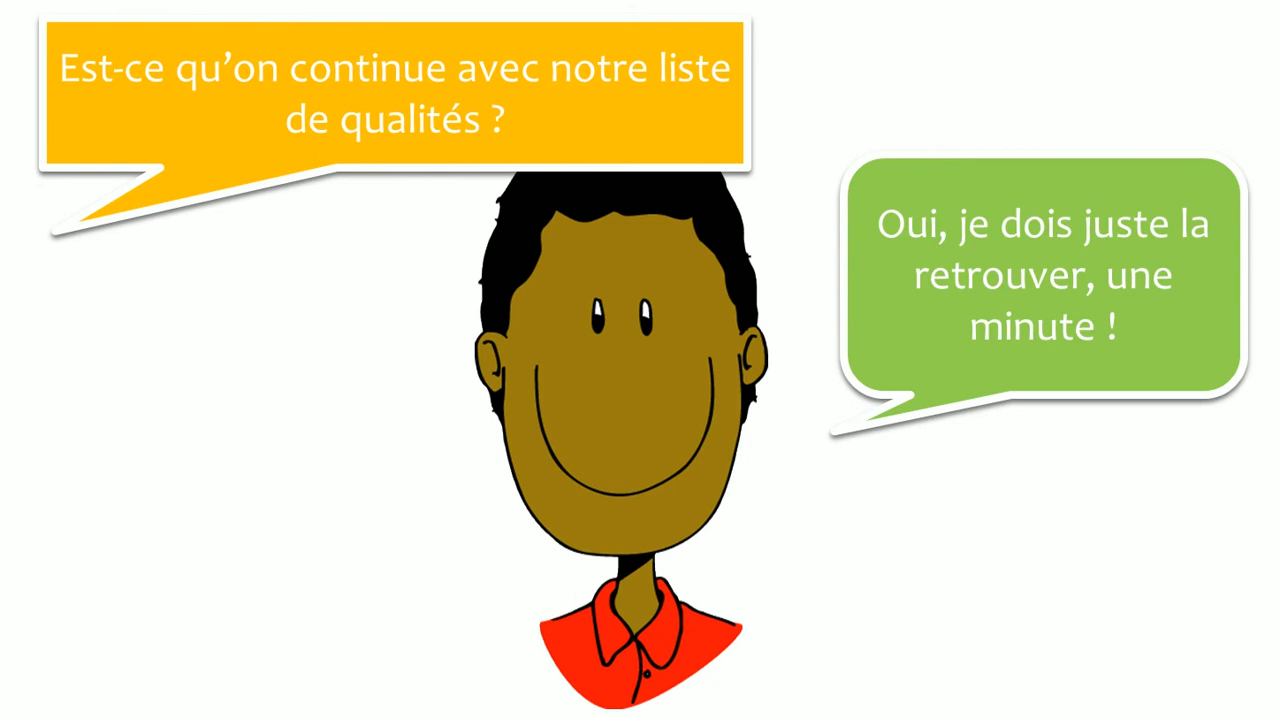 Est-ce qu’on continue avec notre liste
de qualités ?
Oui, je dois juste la
retrouver, une
minute !